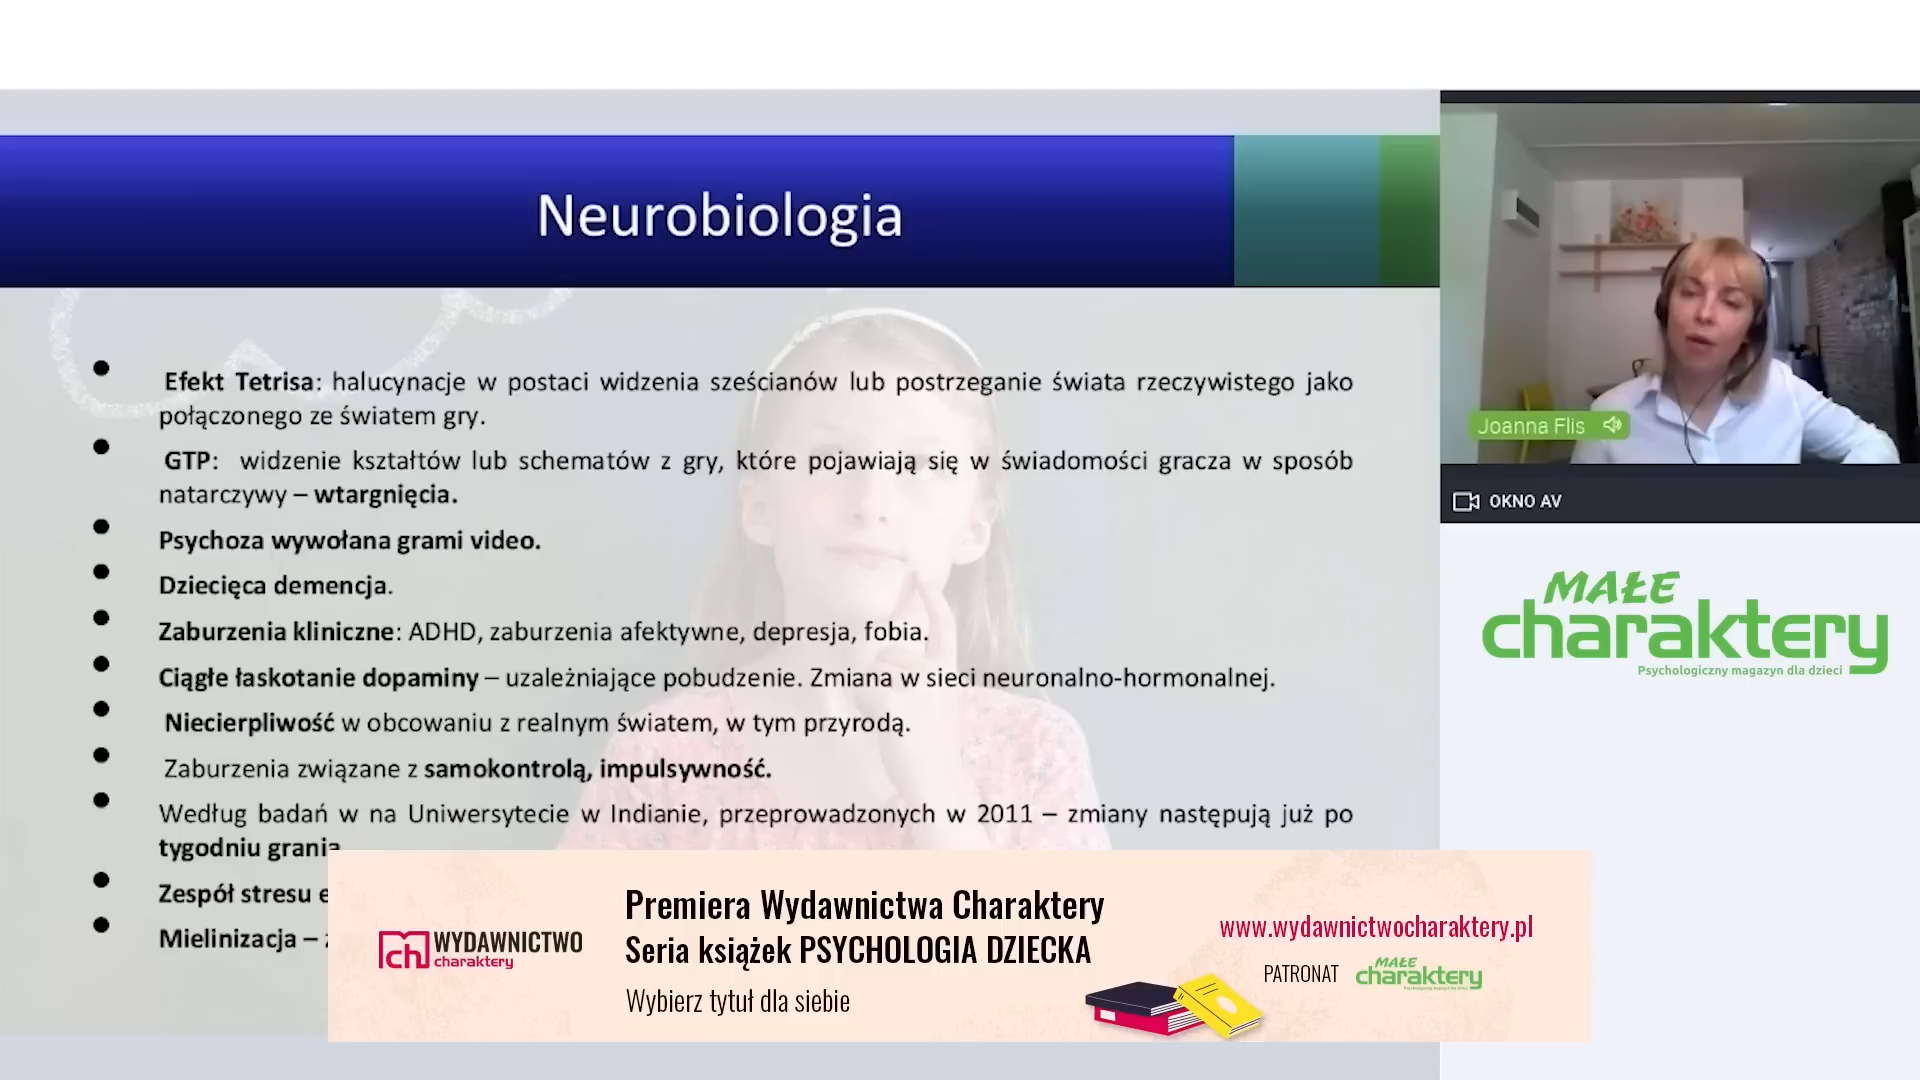 Neurobiologia
Efekt Tetrisa: halucynacje w postaci widzenia sześcianów lub postrzeganie świata rzeczywistego jako
połączonego ze światem gry.
GTP: widzenie kształtów lub schematów z gry, które pojawiają się w świadomości gracza w sposób
natarczywy – wtargnięcia.
Psychoza wywołana grami video.
Dziecięca demencja.
Zaburzenia kliniczne: ADHD, zaburzenia afektywne, depresja, fobia.
Ciągłe łaskotanie dopaminy – uzależniające pobudzenie. Zmiana w sieci neuronalno-hormonalnej.
Niecierpliwość w obcowaniu z realnym światem, w tym przyrodą.
Zaburzenia związane z samokontrolą, impulsywność.
Według badań w na Uniwersytecie w Indianie, przeprowadzonych w 2011 – zmiany następują już po
tygodniu grania
Zespół stresu
Mielinizacja –
Joanna Flis
OKNO AV
MAŁE
charaktery
Psychologiczny magazyn dla dzieci
ch WYDAWNICTWO
charaktery
Premiera Wydawnictwa Charaktery
Seria książek PSYCHOLOGIA DZIECKA
Wybierz tytuł dla siebie
www.wydawnictwocharaktery.pl
PATRONAT
MAŁE
charaktery